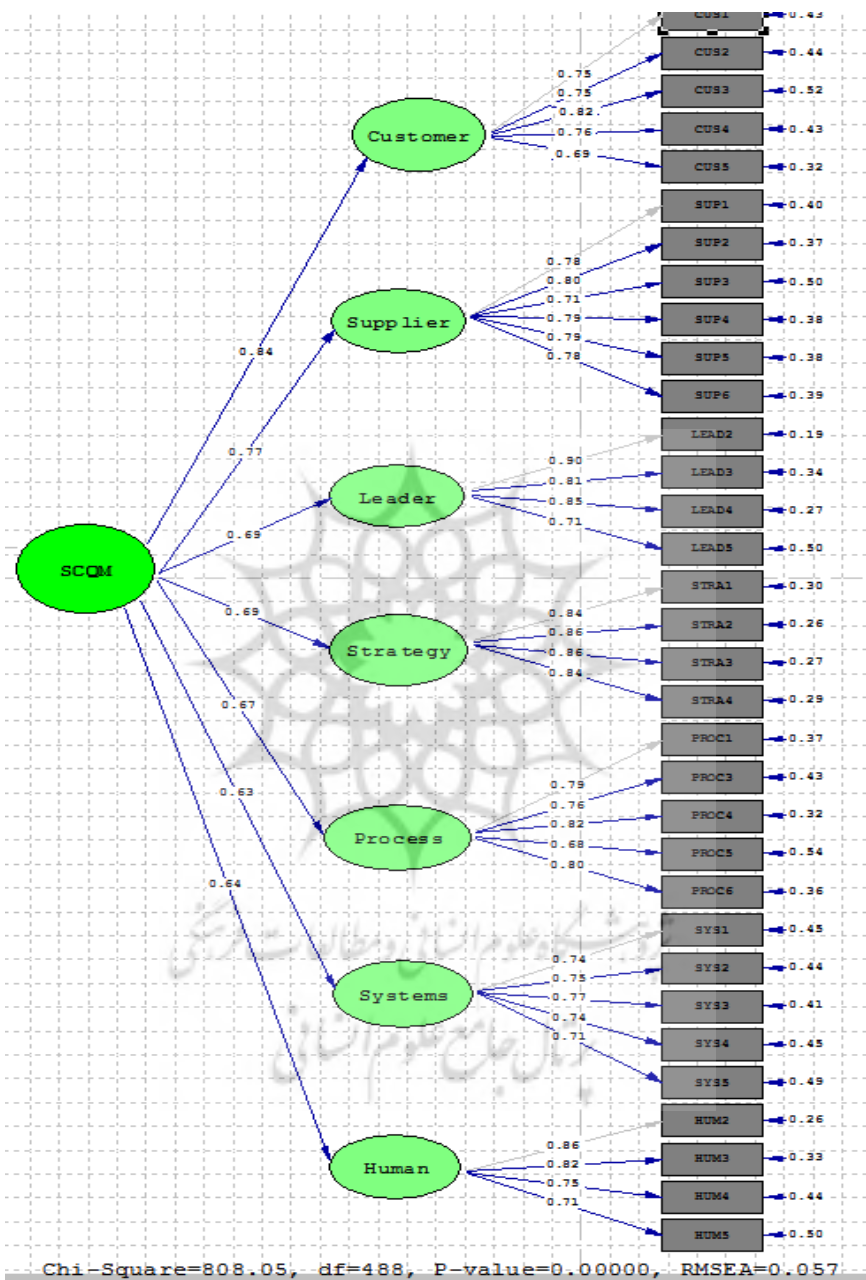 CUS1 0.43
CUS2 0.44
0.75
0.75
CUS3 0.52
0.82
Customer
0.76
CUS4 0.43
0.69
CUS5 0.32
SUP1 0.40
SUP2 0.37
0.78
0.80
SUP3 0.50
0.71
Supplier
0.79
SUP4 0.38
0.79
0.84
0.78
SUP5 0.38
SUP6 0.39
LEAD2 0.19
0.77
0.90
LEAD3 0.34
0.81
Leader
0.85
LEAD4 0.27
0.71
0.69
LEAD5 0.50
SCQM
STRA1 0.30
0.69
0.84
STRA2 0.26
0.86
Strategy
0.86
STRA3 0.27
0.84
STRA4 0.29
0.67
PROC1 0.37
PROC3 0.43
0.79
0.63
0.76
PROC4 0.32
0.82
Process
0.68
PROC5 0.54
0.80
0.64
PROC6 0.36
SYS1 0.45
پژوهشگاه علوم انسانی و مطالعات فرهنگی
0.74
SYS2 0.44
0.75
Systems
0.77
SYS3 0.41
0.74
0.71
SYS4 0.45
پرتال جامع علوم انسانی
SYS5 0.49
HUM2 0.26
0.86
HUM3 0.33
0.82
Human
0.75
HUM4 0.44
0.71
HUM5 0.50
Chi-Square=808.05, df=488, P-value=0.00000, RMSEA=0.057